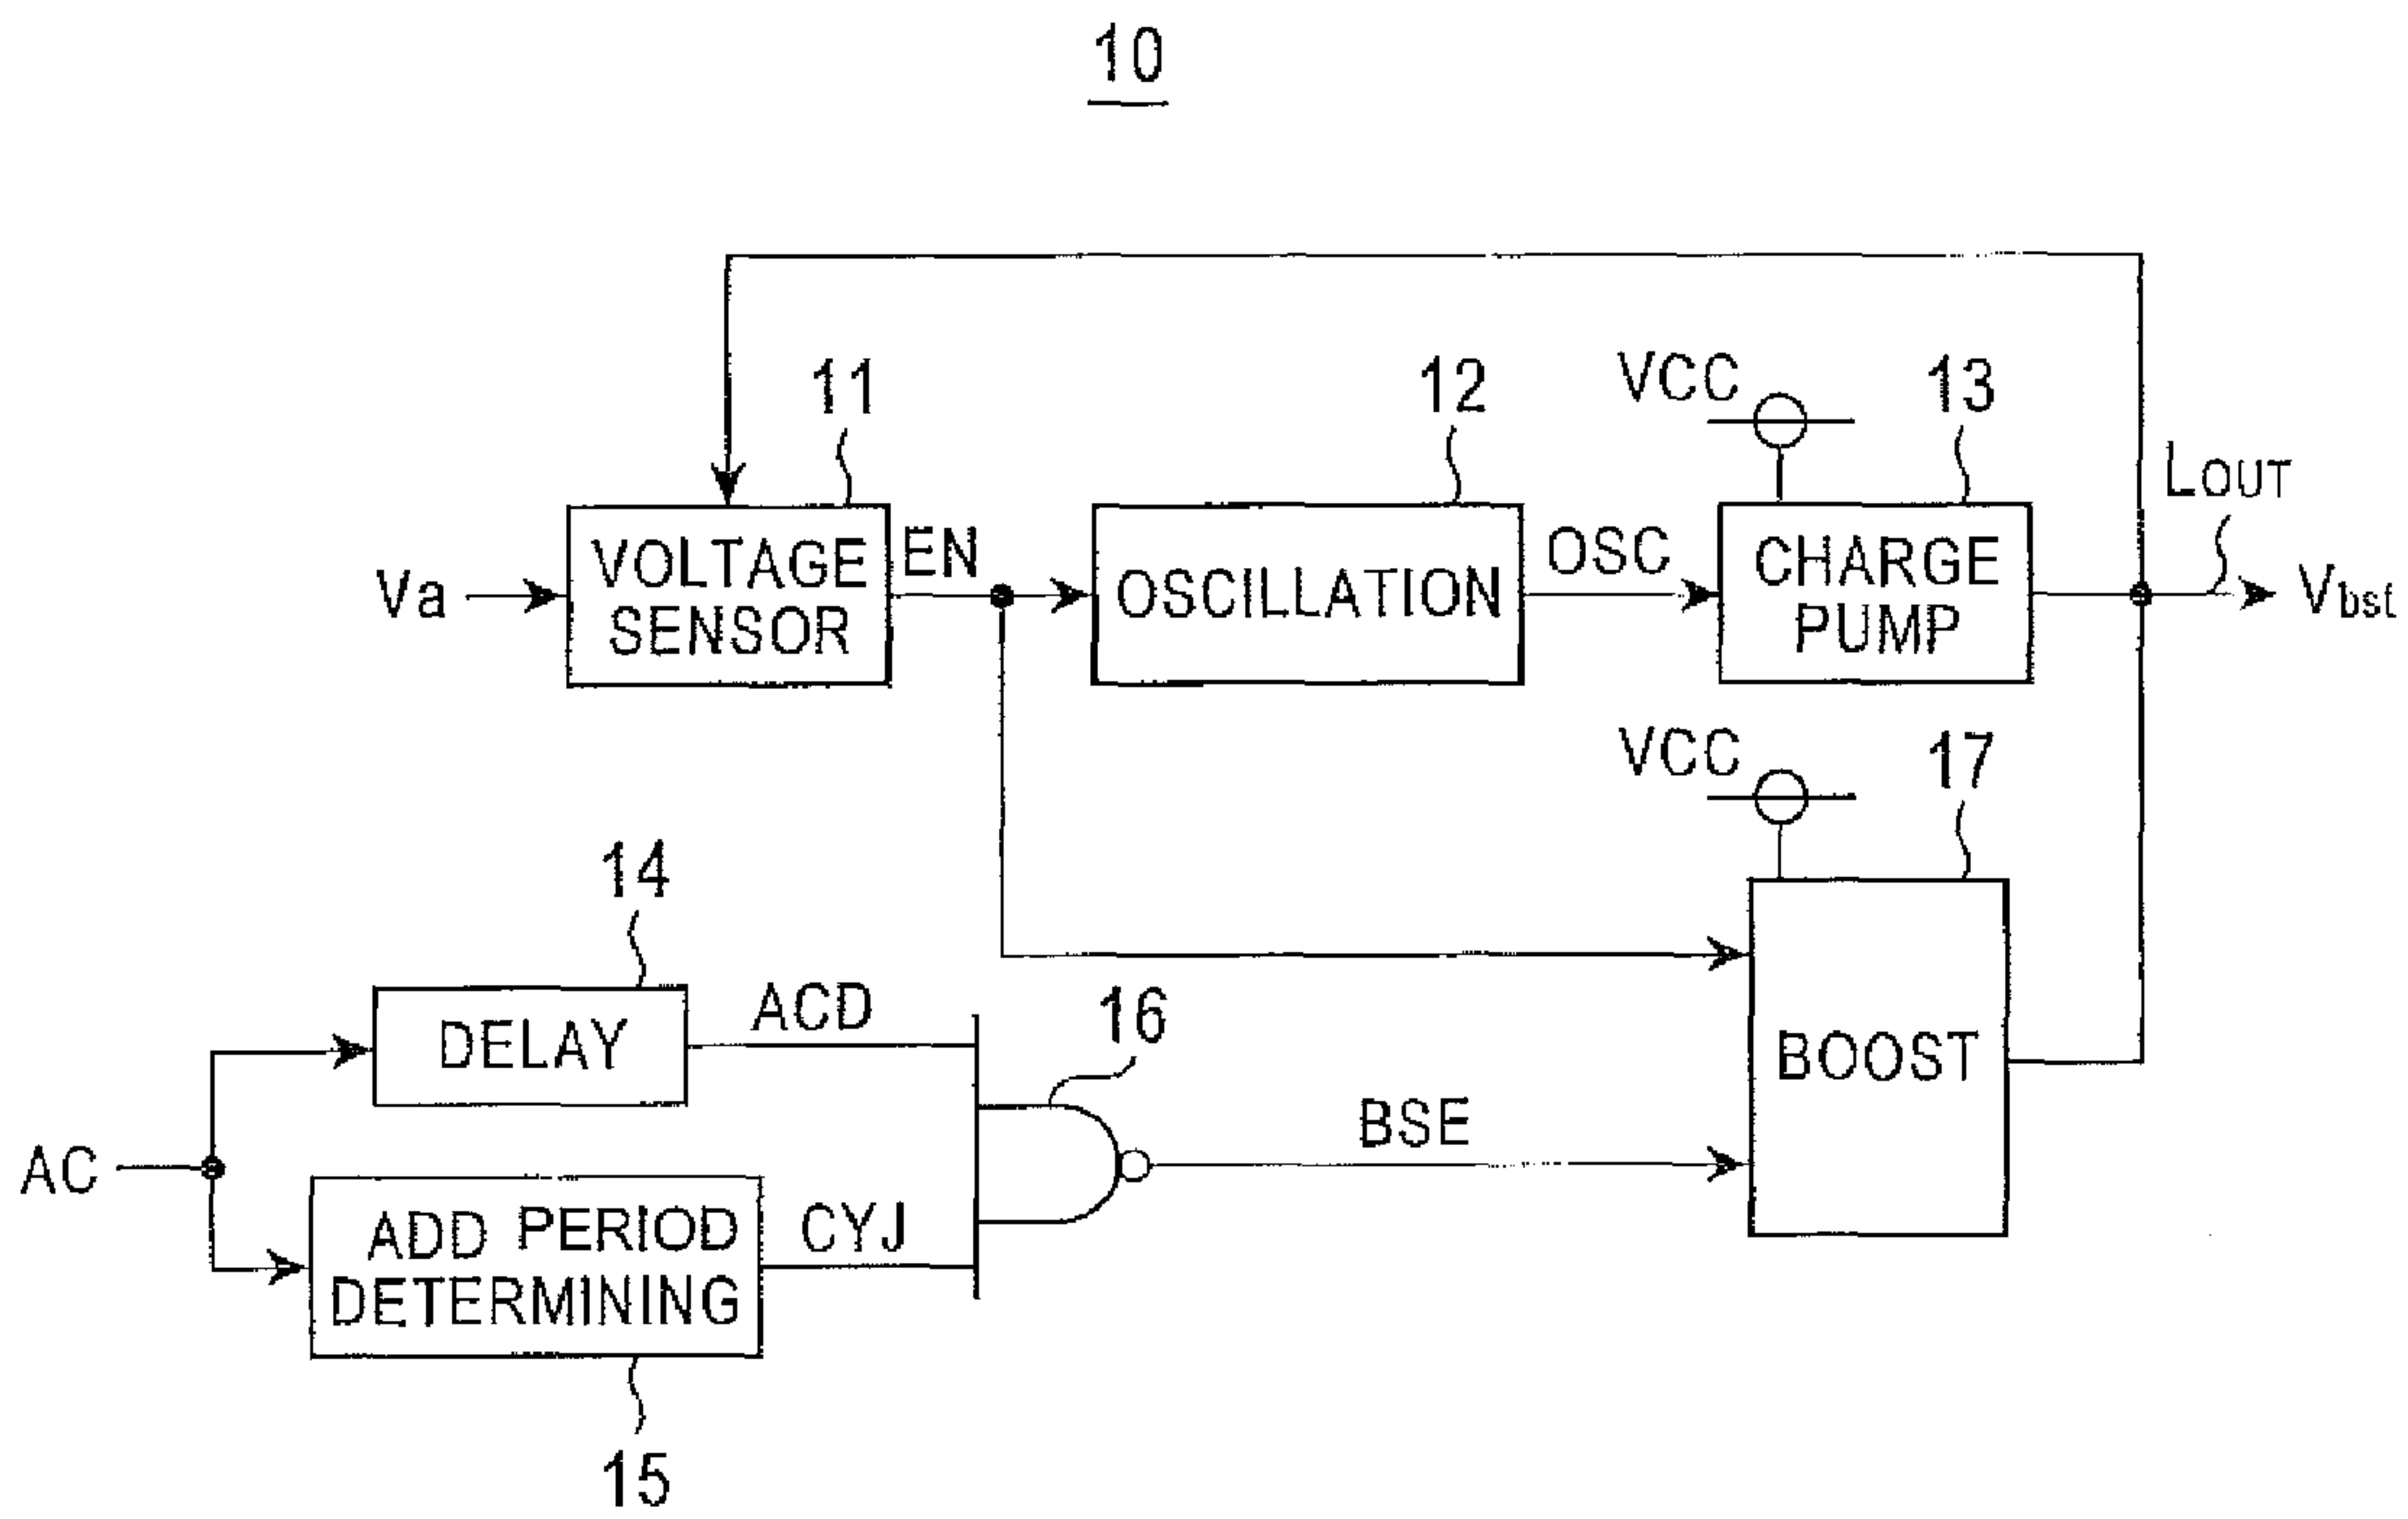 10
11
12
VCC
13
LOUT
Va
VOLTAGE
SENSOR
EN
OSCILLATION
OSC
CHARGE
PUMP
Vbst
VCC
17
14
DELAY
ACD
16
BOOST
AC
BSE
ADD PERIOD
DETERMINING
CYJ
15